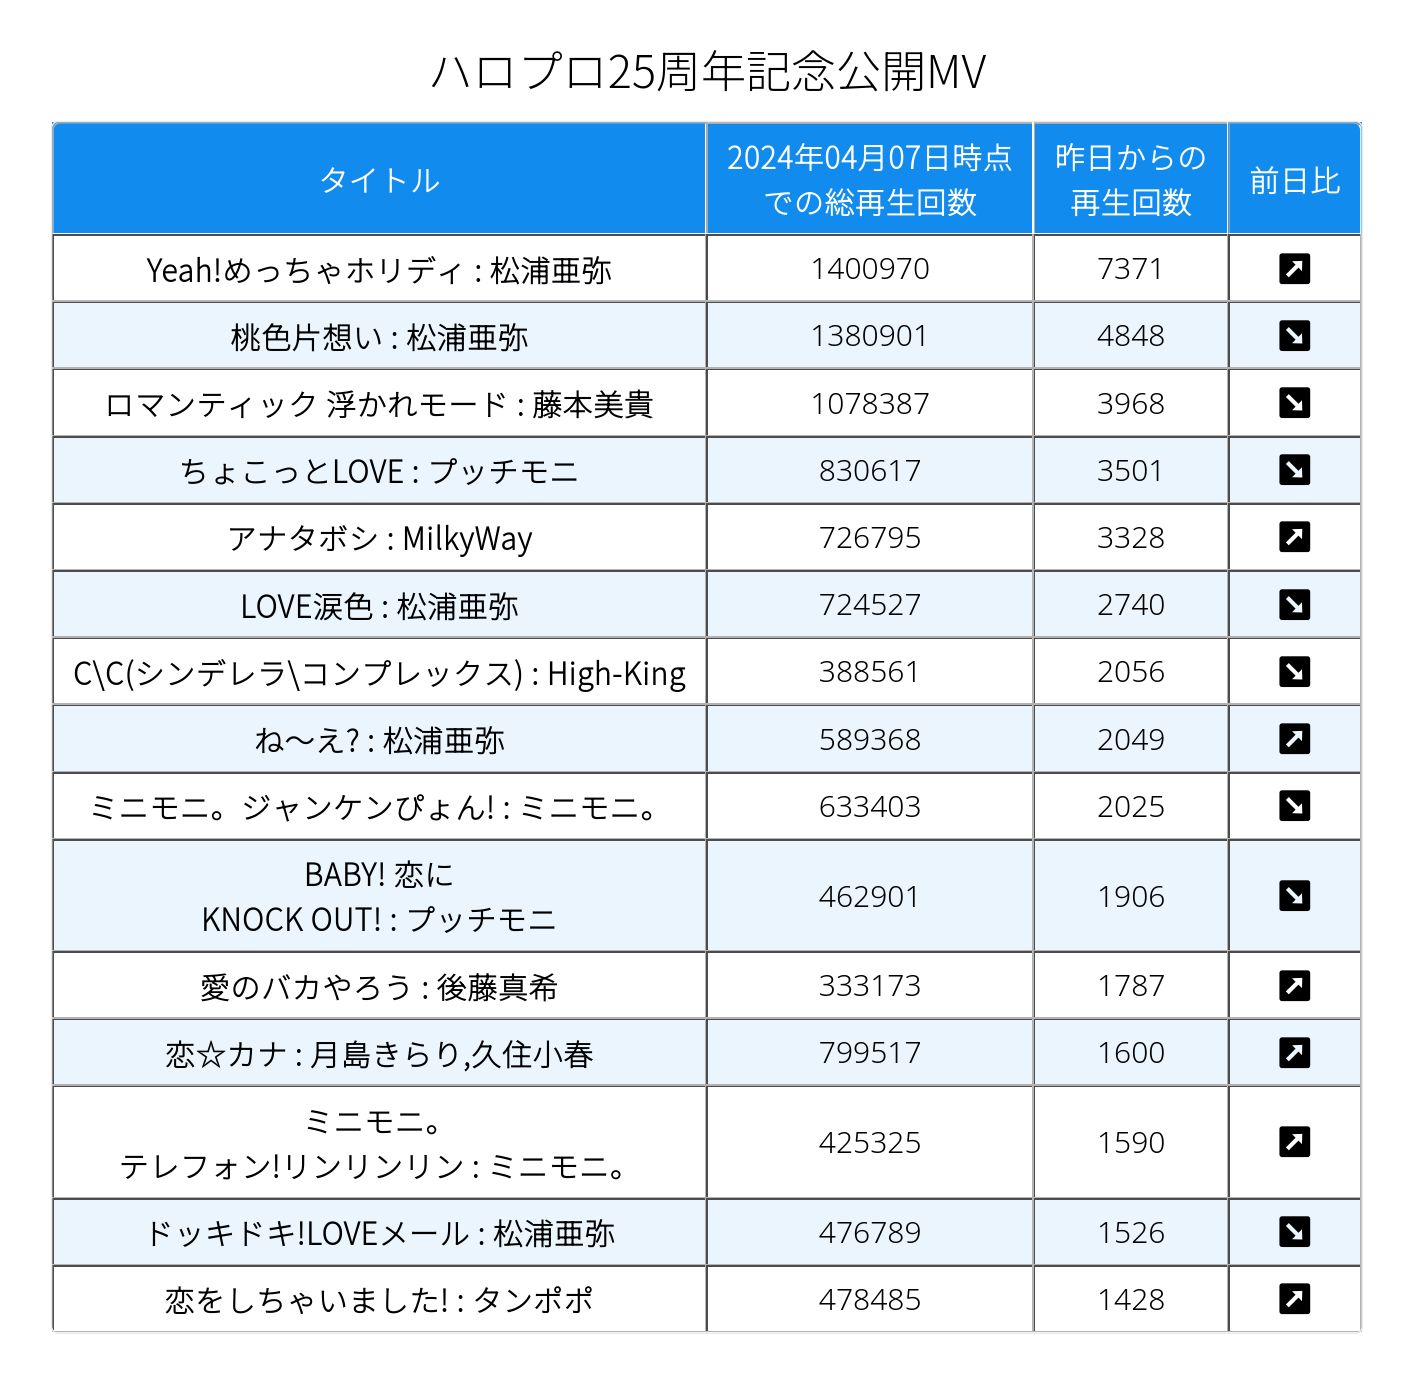 ハロプロ25周年記念公開MV
タイトル
2024年04月07日時点
での総再生回数
昨日からの
再生回数
前日比
Yeah!めっちゃホリディ : 松浦亜弥 1400970 7371
桃色片想い : 松浦亜弥 1380901 4848
ロマンティック 浮かれモード : 藤本美貴 1078387 3968
ちょこっとLOVE : プッチモニ 830617 3501
アナタボシ : MilkyWay 726795 3328
LOVE涙色 : 松浦亜弥 724527 2740
C\C(シンデレラ\コンプレックス) : High-King 388561 2056
ね〜え? : 松浦亜弥 589368 2049
ミニモニ。ジャンケンぴょん! : ミニモニ。 633403 2025
BABY! 恋に
KNOCK OUT! : プッチモニ 462901 1906
愛のバカやろう : 後藤真希 333173 1787
恋☆カナ : 月島きらり,久住小春 799517 1600
ミニモニ。
テレフォン!リンリンリン : ミニモニ。 425325 1590
ドッキドキ!LOVEメール : 松浦亜弥 476789 1526
恋をしちゃいました! : タンポポ 478485 1428